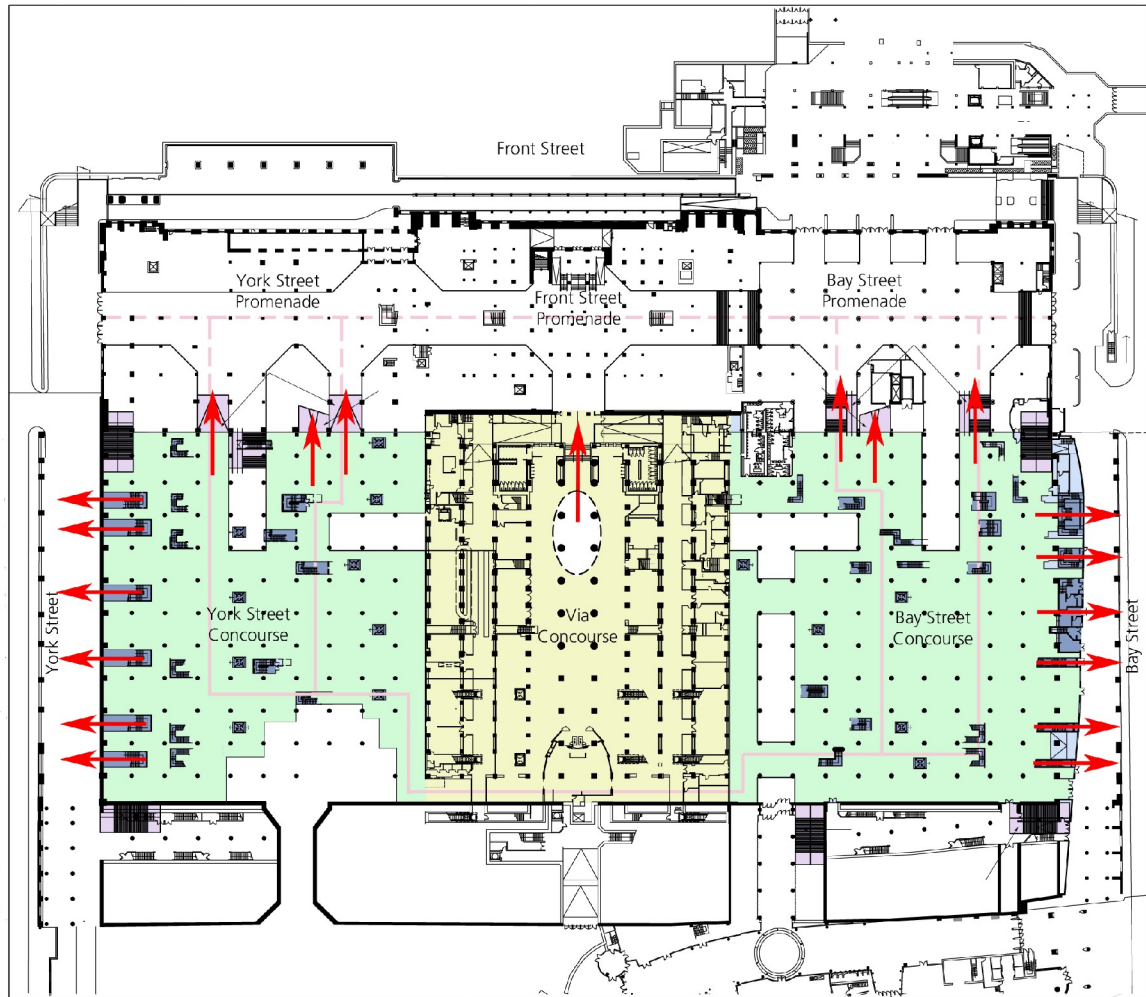 Front Street
York Street
Promenade
Front Street
Promenade
Bay Street
Promenade
York Street
Concourse
Via
Concourse
Bay Street
Concourse
York Street
Bay Street